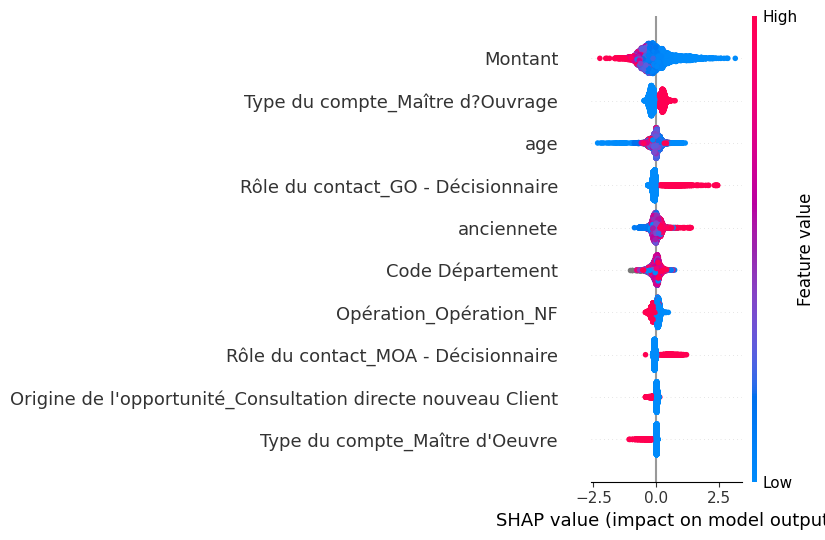 High
Montant
Type du compte_Maître d?Ouvrage
age
Rôle du contact_GO - Décisionnaire
anciennete
Code Département
Opération_Opération_NF
Rôle du contact_MOA - Décisionnaire
Origine de l'opportunité_Consultation directe nouveau Client
Type du compte_Maître d'Oeuvre
Feature value
Low
−2.5 0.0 2.5
SHAP value (impact on model output